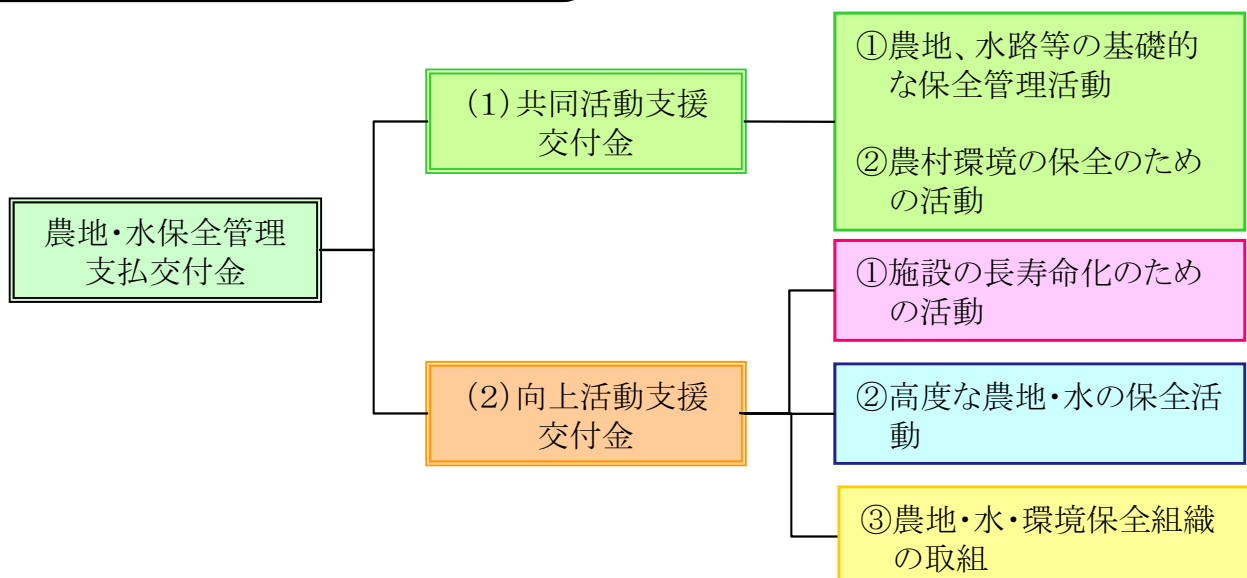 農地・水保全管理
支払交付金
(1)共同活動支援
交付金
①農地、水路等の基礎的
な保全管理活動
②農村環境の保全のため
の活動
(2)向上活動支援
交付金
①施設の長寿命化のため
の活動
②高度な農地・水の保全活
動
③農地・水・環境保全組織
の取組